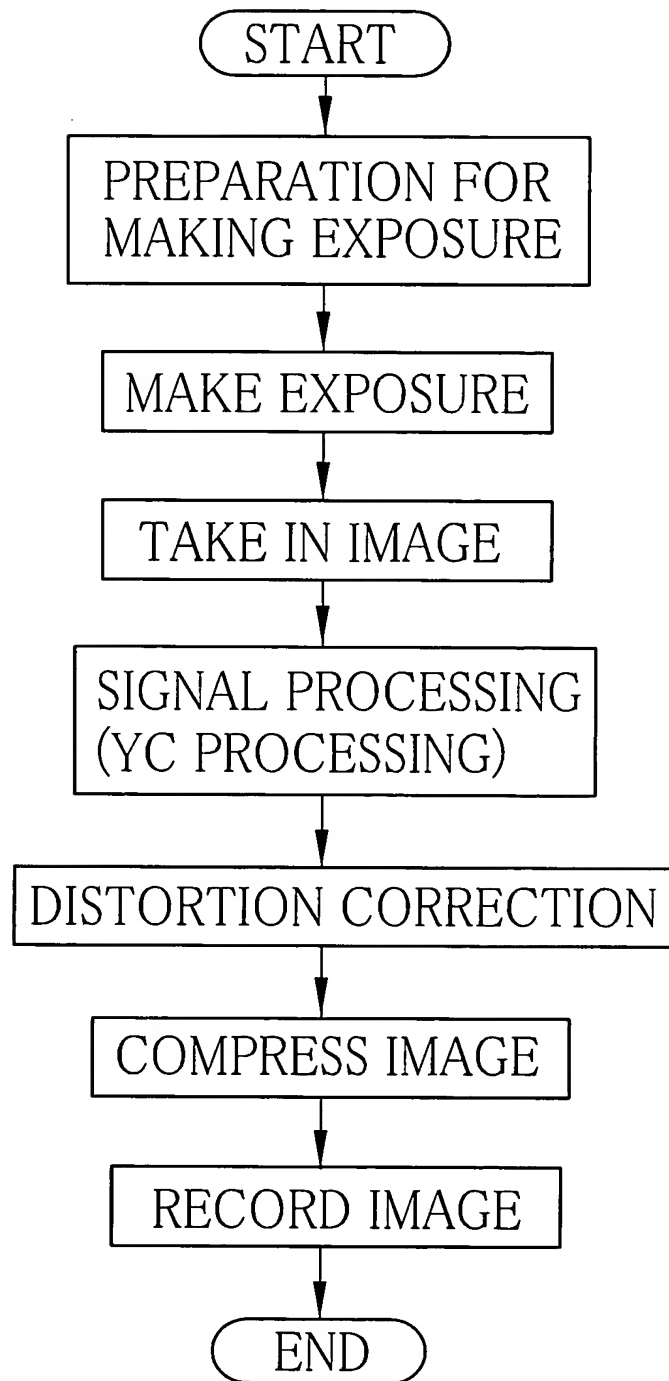 START
PREPARATION FOR
MAKING EXPOSURE
MAKE EXPOSURE
TAKE IN IMAGE
SIGNAL PROCESSING
(YC PROCESSING)
DISTORTION CORRECTION
COMPRESS IMAGE
RECORD IMAGE
END